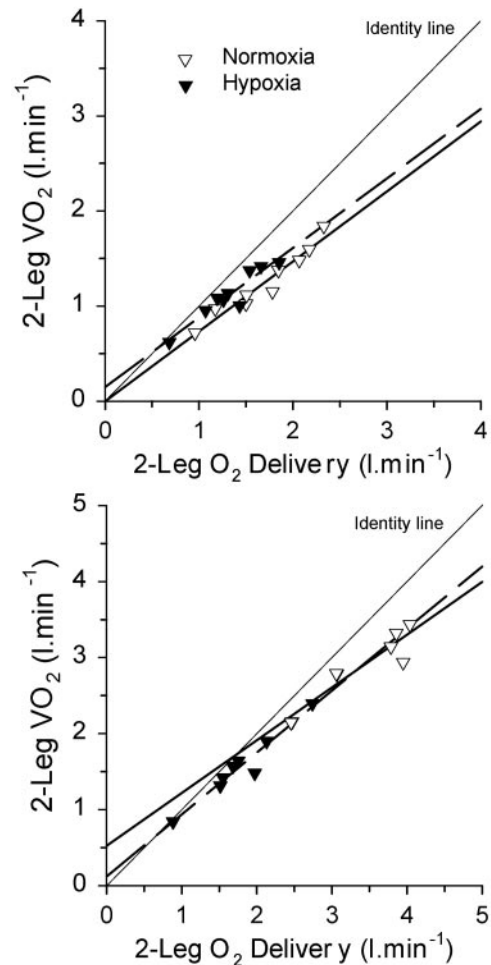 4
Identity line
▽ Normoxia
▼ Hypoxia
3
2
1
0
2-Leg VO₂ (l.min⁻¹)
0 1 2 3 4
2-Leg O₂ Delivery (l.min⁻¹)
5
Identity line
4
3
2
1
0
2-Leg VO₂ (l.min⁻¹)
0 1 2 3 4 5
2-Leg O₂ Delivery (l.min⁻¹)